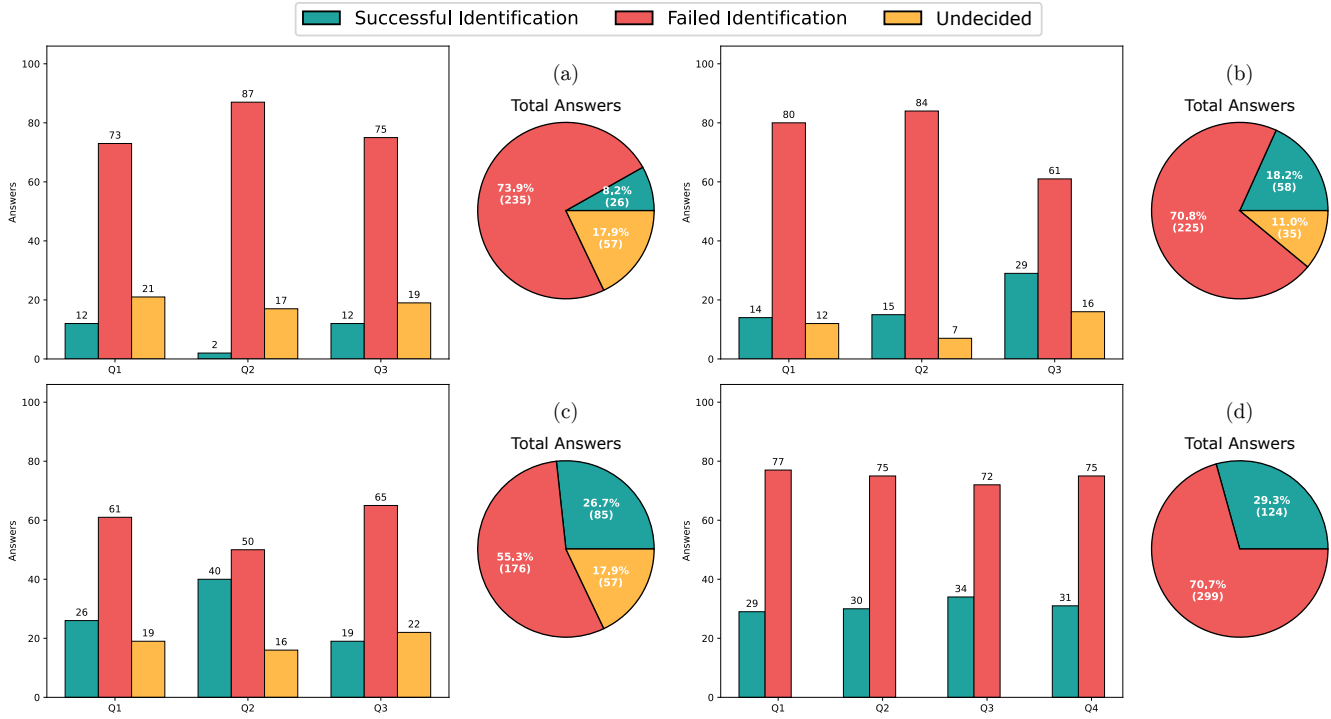 Successful Identification Failed Identification Undecided
(a)
Total Answers
73.9%
(235)
8.2%
(26)
17.9%
(57)
Answers
100
80
60
40
20
0
12 73 21
2 87 17
12 75 19
Q1 Q2 Q3
(b)
Total Answers
70.8%
(225)
18.2%
(58)
11.0%
(35)
Answers
100
80
60
40
20
0
14 80 12
15 84 7
29 61 16
Q1 Q2 Q3
(c)
Total Answers
55.3%
(176)
26.7%
(85)
17.9%
(57)
Answers
100
80
60
40
20
0
26 61 19
40 50 16
19 65 22
Q1 Q2 Q3
(d)
Total Answers
29.3%
(124)
70.7%
(299)
Answers
100
80
60
40
20
0
29 77
30 75
34 72
31 75
Q1 Q2 Q3 Q4